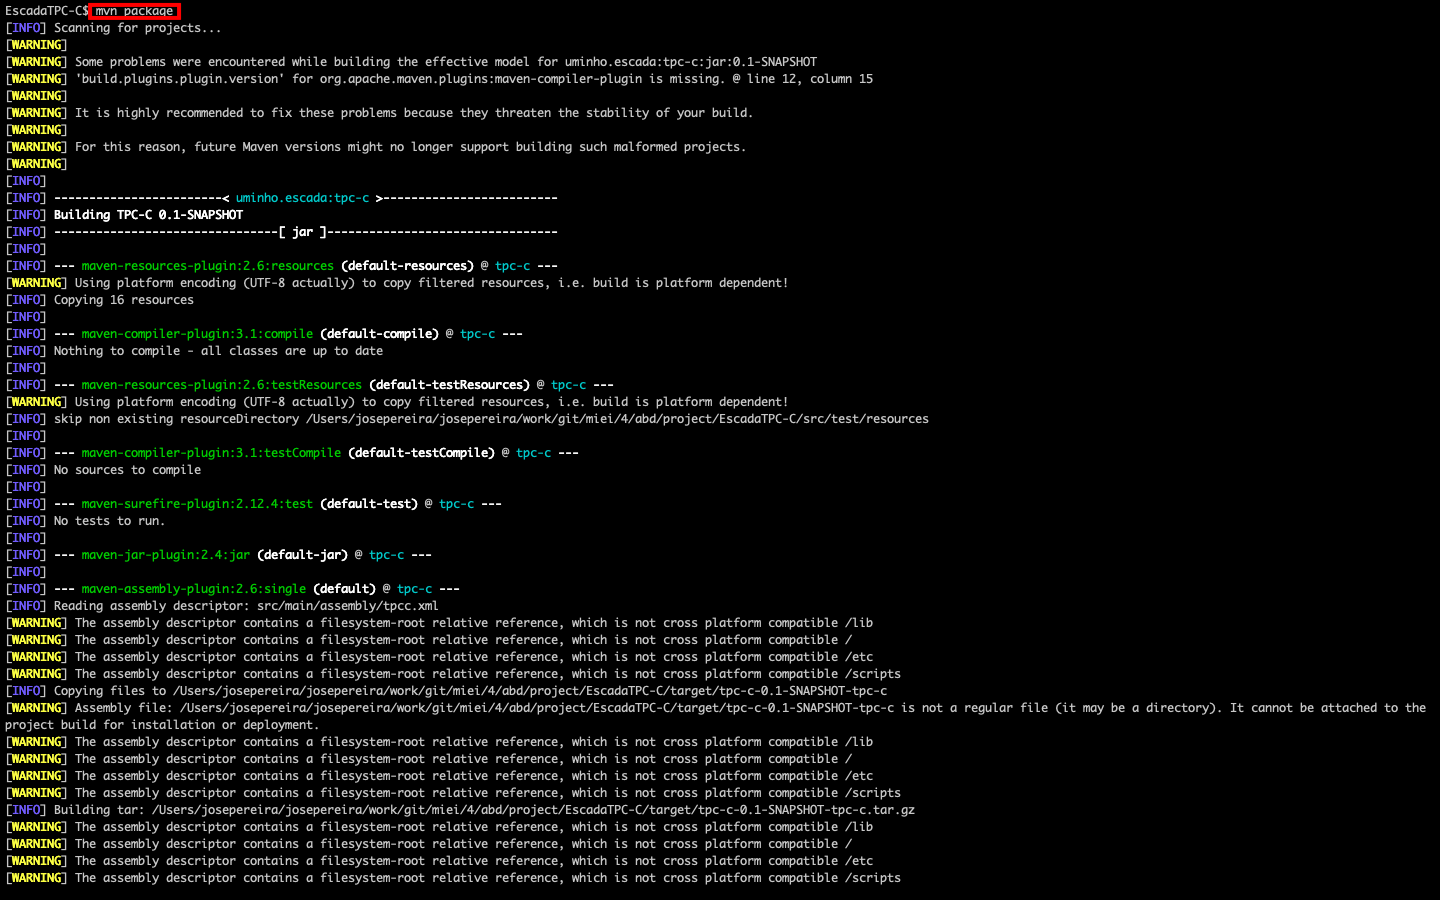 EscadaTPC-C$ mvn package
[INFO] Scanning for projects...
[WARNING]
[WARNING] Some problems were encountered while building the effective model for uminho.escada:tpc-c:jar:0.1-SNAPSHOT
[WARNING] 'build.plugins.plugin.version' for org.apache.maven.plugins:maven-compiler-plugin is missing. @ line 12, column 15
[WARNING]
[WARNING] It is highly recommended to fix these problems because they threaten the stability of your build.
[WARNING]
[WARNING] For this reason, future Maven versions might no longer support building such malformed projects.
[WARNING]
[INFO]
[INFO] ------------------------< uminho.escada:tpc-c >-------------------------
[INFO] Building TPC-C 0.1-SNAPSHOT
[INFO] --------------------------------[ jar ]---------------------------------
[INFO]
[INFO] --- maven-resources-plugin:2.6:resources (default-resources) @ tpc-c ---
[WARNING] Using platform encoding (UTF-8 actually) to copy filtered resources, i.e. build is platform dependent!
[INFO] Copying 16 resources
[INFO]
[INFO] --- maven-compiler-plugin:3.1:compile (default-compile) @ tpc-c ---
[INFO] Nothing to compile - all classes are up to date
[INFO]
[INFO] --- maven-resources-plugin:2.6:testResources (default-testResources) @ tpc-c ---
[WARNING] Using platform encoding (UTF-8 actually) to copy filtered resources, i.e. build is platform dependent!
[INFO] skip non existing resourceDirectory /Users/josepereira/josepereira/work/git/miei/4/abd/project/EscadaTPC-C/src/test/resources
[INFO]
[INFO] --- maven-compiler-plugin:3.1:testCompile (default-testCompile) @ tpc-c ---
[INFO] No sources to compile
[INFO]
[INFO] --- maven-surefire-plugin:2.12.4:test (default-test) @ tpc-c ---
[INFO] No tests to run.
[INFO]
[INFO] --- maven-jar-plugin:2.4:jar (default-jar) @ tpc-c ---
[INFO]
[INFO] --- maven-assembly-plugin:2.6:single (default) @ tpc-c ---
[INFO] Reading assembly descriptor: src/main/assembly/tpcc.xml
[WARNING] The assembly descriptor contains a filesystem-root relative reference, which is not cross platform compatible /lib
[WARNING] The assembly descriptor contains a filesystem-root relative reference, which is not cross platform compatible /
[WARNING] The assembly descriptor contains a filesystem-root relative reference, which is not cross platform compatible /etc
[WARNING] The assembly descriptor contains a filesystem-root relative reference, which is not cross platform compatible /scripts
[INFO] Copying files to /Users/josepereira/josepereira/work/git/miei/4/abd/project/EscadaTPC-C/target/tpc-c-0.1-SNAPSHOT-tpc-c
[WARNING] Assembly file: /Users/josepereira/josepereira/work/git/miei/4/abd/project/EscadaTPC-C/target/tpc-c-0.1-SNAPSHOT-tpc-c is not a regular file (it may be a directory). It cannot be attached to the
project build for installation or deployment.
[WARNING] The assembly descriptor contains a filesystem-root relative reference, which is not cross platform compatible /lib
[WARNING] The assembly descriptor contains a filesystem-root relative reference, which is not cross platform compatible /
[WARNING] The assembly descriptor contains a filesystem-root relative reference, which is not cross platform compatible /etc
[WARNING] The assembly descriptor contains a filesystem-root relative reference, which is not cross platform compatible /scripts
[INFO] Building tar: /Users/josepereira/josepereira/work/git/miei/4/abd/project/EscadaTPC-C/target/tpc-c-0.1-SNAPSHOT-tpc-c.tar.gz
[WARNING] The assembly descriptor contains a filesystem-root relative reference, which is not cross platform compatible /lib
[WARNING] The assembly descriptor contains a filesystem-root relative reference, which is not cross platform compatible /
[WARNING] The assembly descriptor contains a filesystem-root relative reference, which is not cross platform compatible /etc
[WARNING] The assembly descriptor contains a filesystem-root relative reference, which is not cross platform compatible /scripts